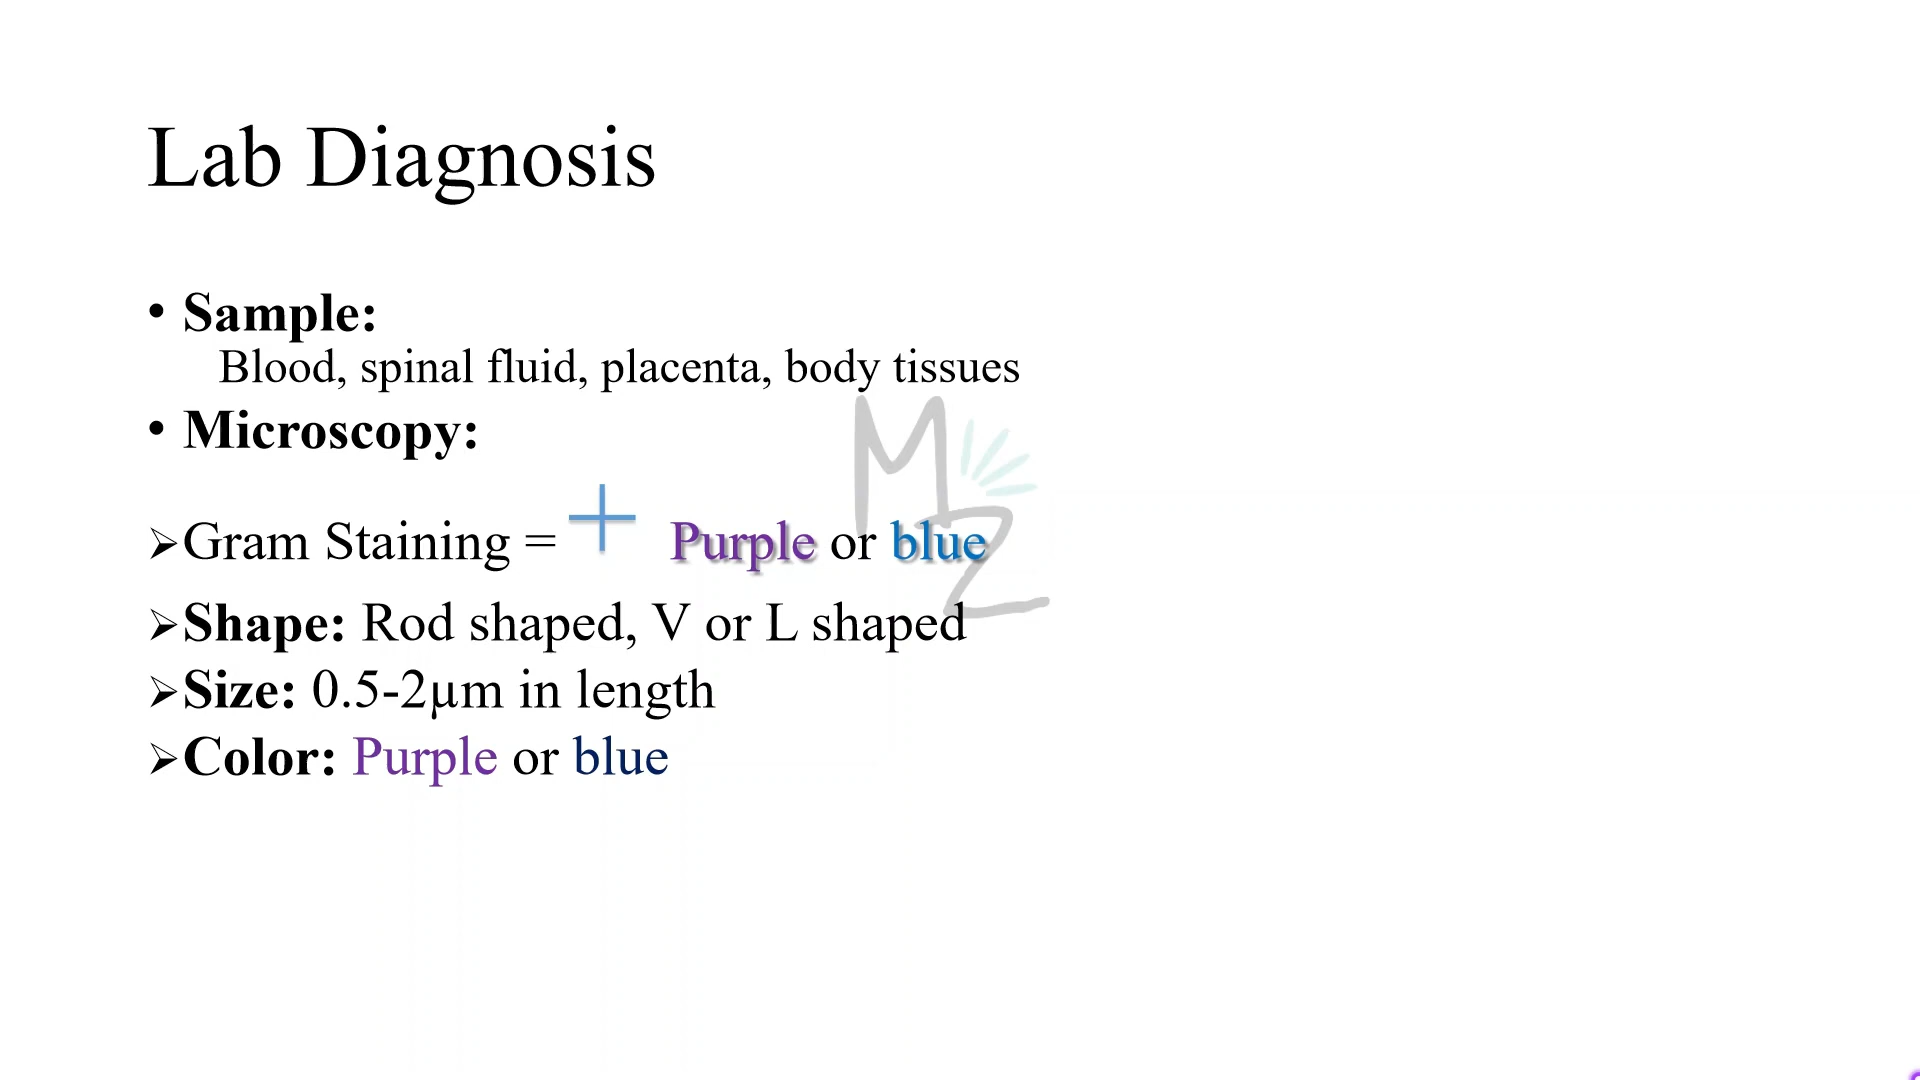 Lab Diagnosis
• Sample:
Blood, spinal fluid, placenta, body tissues
• Microscopy:
➢Gram Staining = + Purple or blue
➢Shape: Rod shaped, V or L shaped
➢Size: 0.5-2µm in length
➢Color: Purple or blue
MZ